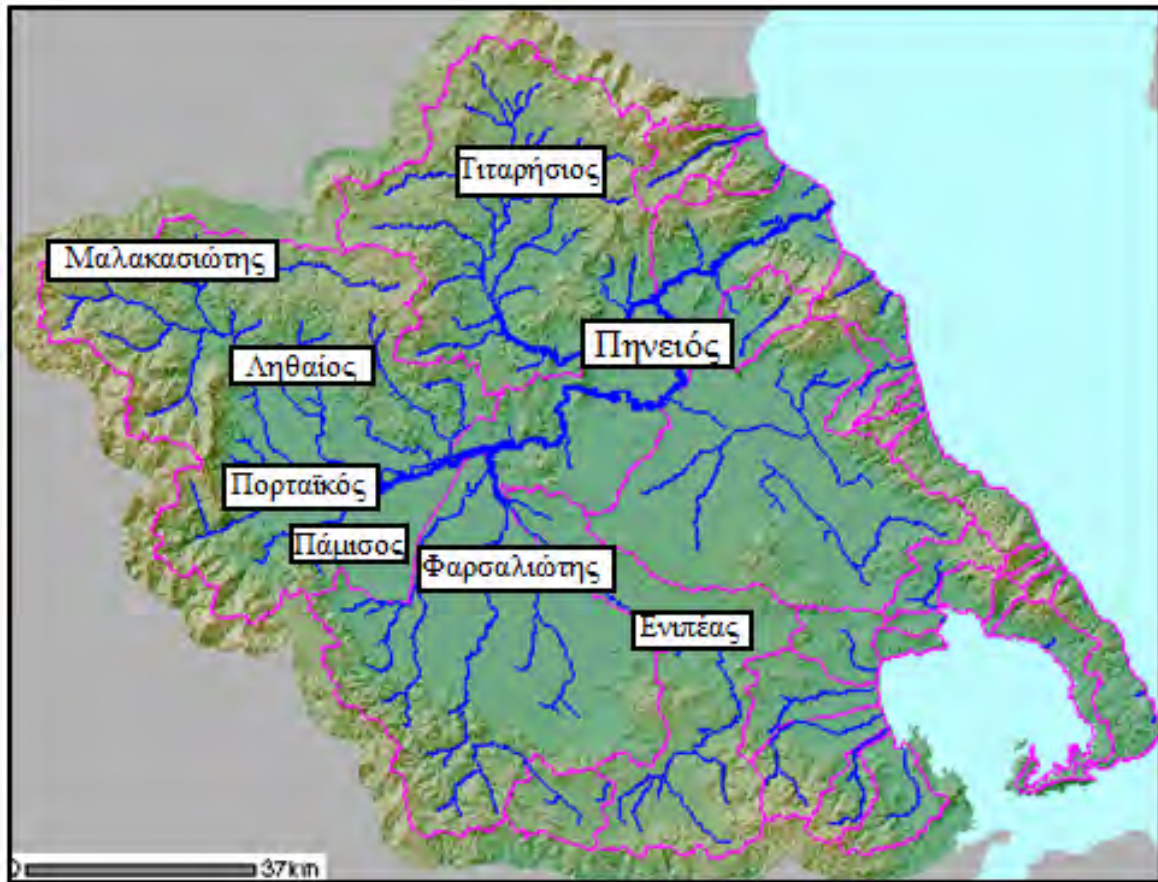 Τιταρήσιος
Μαλακασιώτης
Πηνειός
Ληθαίος
Πορταϊκός
Πάμισος
Φαρσαλιώτης
Ενιπέας
0 37km